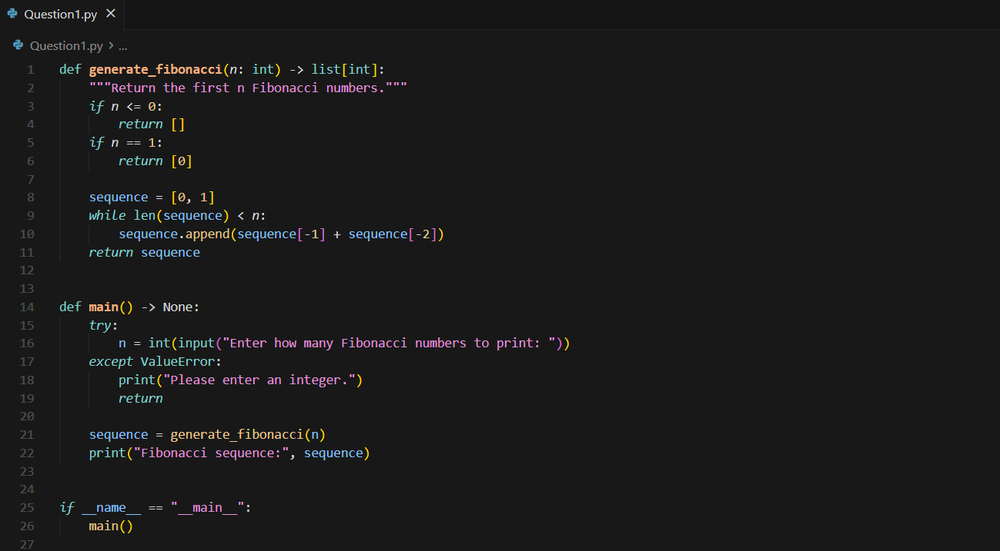 Question1.py ✕
Question1.py > ...
1 def generate_fibonacci(n: int) -> list[int]:
2     """Return the first n Fibonacci numbers."""
3     if n <= 0:
4         return []
5     if n == 1:
6         return [0]
7
8     sequence = [0, 1]
9     while len(sequence) < n:
10         sequence.append(sequence[-1] + sequence[-2])
11     return sequence
12
13
14 def main() -> None:
15     try:
16         n = int(input("Enter how many Fibonacci numbers to print: "))
17     except ValueError:
18         print("Please enter an integer.")
19         return
20
21     sequence = generate_fibonacci(n)
22     print("Fibonacci sequence:", sequence)
23
24
25 if __name__ == "__main__":
26     main()
27